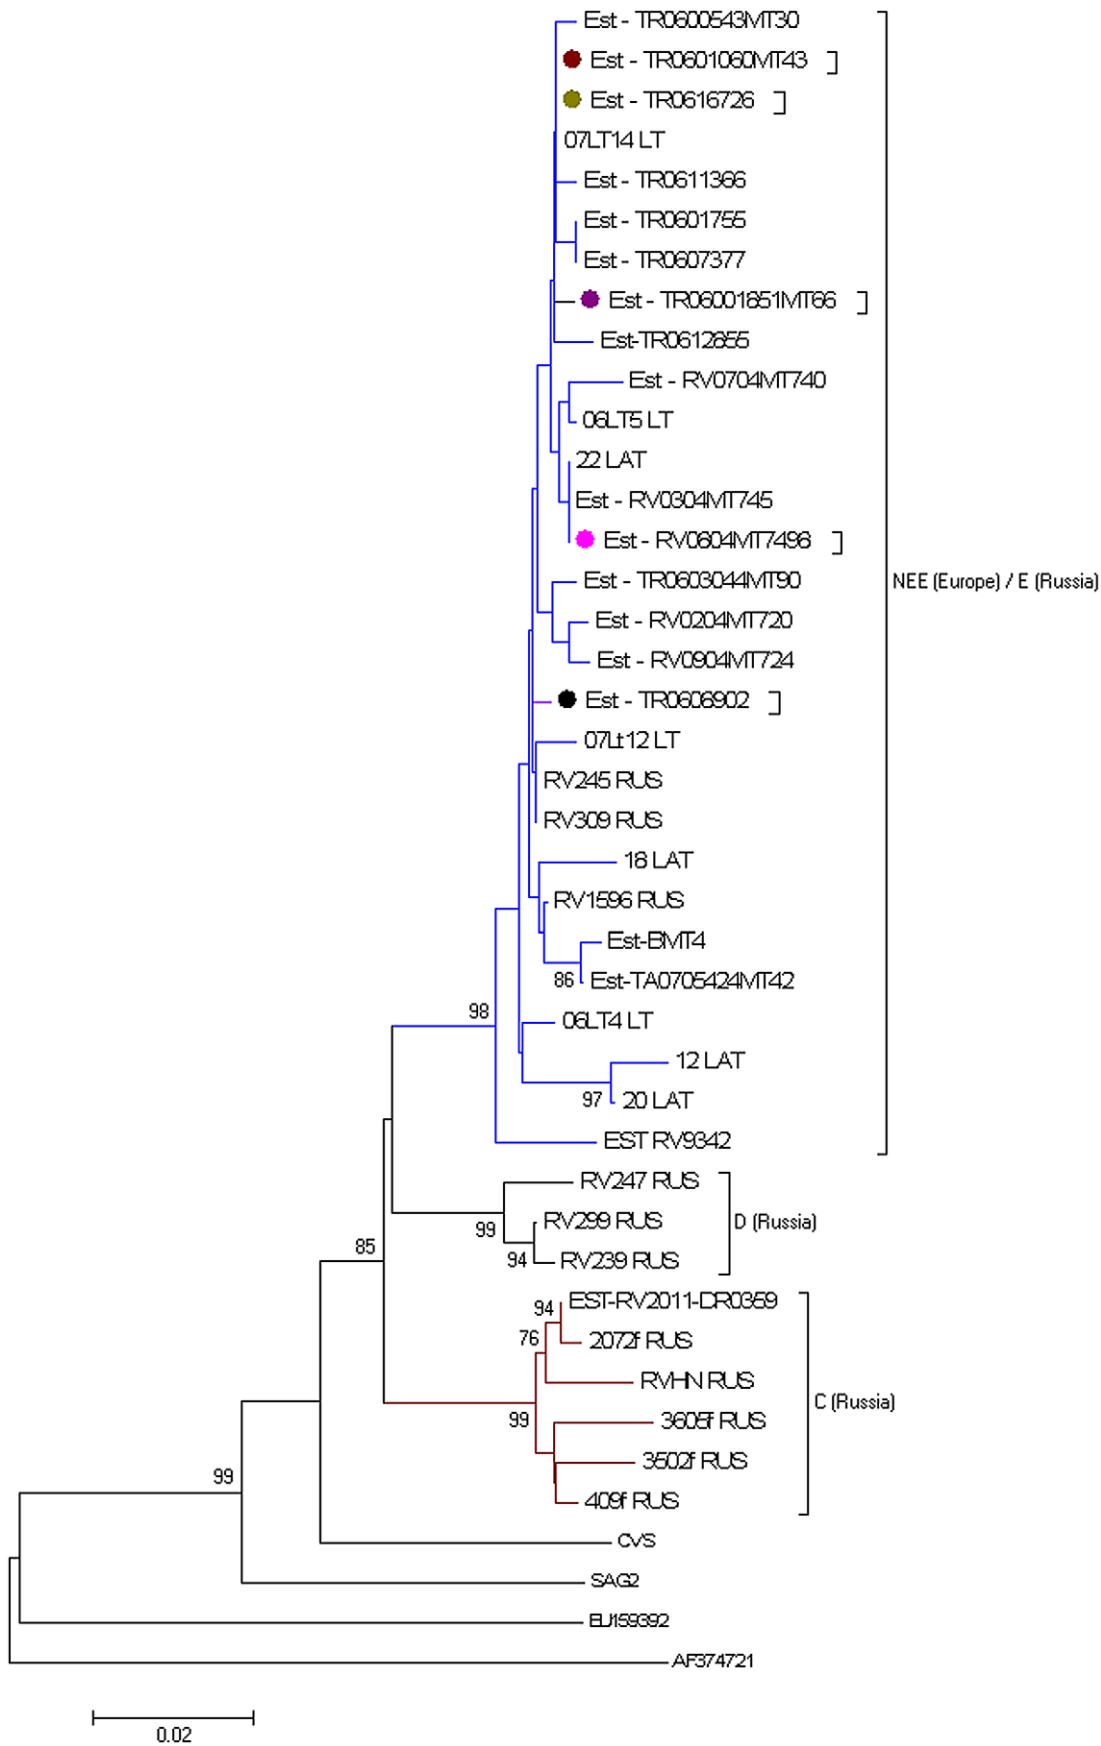 Est - TR0600543MT30
Est - TR0601060MT43
Est - TR0616726
07LT14 LT
Est - TR0611366
Est - TR0601755
Est - TR0607377
Est - TR06001851MT66
Est-TR0612855
Est - RV0704MT740
06LT5 LT
22 LAT
Est - RV0304MT745
Est - RV0604MT7498
NEE (Europe) / E (Russia)
Est - TR0603044MT90
Est - RV0204MT720
Est - RV0904MT724
Est - TR0606902
07Lt12 LT
RV245 RUS
RV309 RUS
18 LAT
RV1596 RUS
Est-BMT4
86
Est-TA0705424MT42
98
06LT4 LT
12 LAT
97
20 LAT
EST RV9342
RV247 RUS
99
RV299 RUS
D (Russia)
94
RV239 RUS
85
94
EST-RV2011-DR0359
76
2072f RUS
RVHN RUS
C (Russia)
99
3605f RUS
3502f RUS
99
409f RUS
CVS
SAG2
EU159392
AF374721
0.02